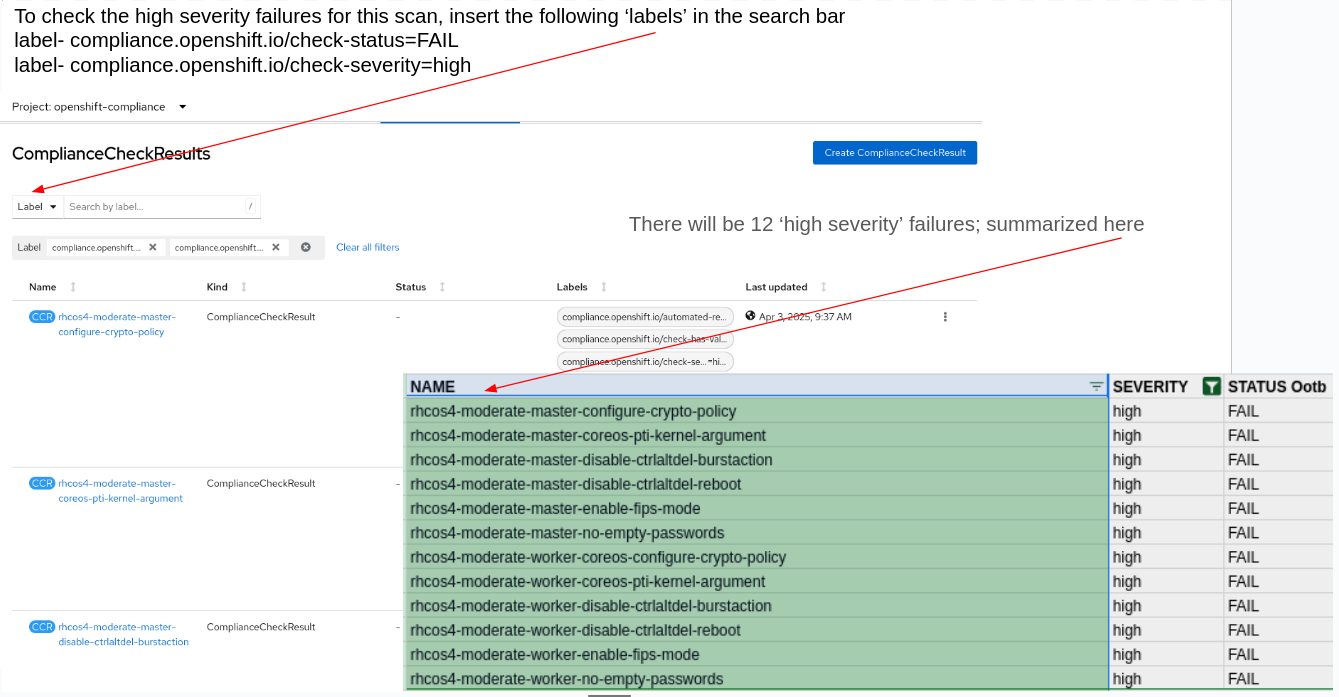 To check the high severity failures for this scan, insert the following ‘labels’ in the search bar
label- compliance.openshift.io/check-status=FAIL
label- compliance.openshift.io/check-severity=high
Project: openshift-compliance
ComplianceCheckResults
Create ComplianceCheckResult
Label
Search by label...
/
There will be 12 ‘high severity’ failures; summarized here
Label compliance.openshift.... compliance.openshift.... Clear all filters
Name Kind Status Labels Last updated
CCR rhcos4-moderate-master-configure-crypto-policy ComplianceCheckResult - compliance.openshift.io/automated-re... Apr 3, 2025, 9:37 AM
compliance.openshift.io/check-has-val...
compliance.openshift.io/check-se...=hi...
CCR rhcos4-moderate-master-coreos-pti-kernel-argument ComplianceCheckResult -
CCR rhcos4-moderate-master-disable-ctrlaltdel-burstaction ComplianceCheckResult -
NAME SEVERITY STATUS Ootb
rhcos4-moderate-master-configure-crypto-policy high FAIL
rhcos4-moderate-master-coreos-pti-kernel-argument high FAIL
rhcos4-moderate-master-disable-ctrlaltdel-burstaction high FAIL
rhcos4-moderate-master-disable-ctrlaltdel-reboot high FAIL
rhcos4-moderate-master-enable-fips-mode high FAIL
rhcos4-moderate-master-no-empty-passwords high FAIL
rhcos4-moderate-worker-coreos-configure-crypto-policy high FAIL
rhcos4-moderate-worker-coreos-pti-kernel-argument high FAIL
rhcos4-moderate-worker-disable-ctrlaltdel-burstaction high FAIL
rhcos4-moderate-worker-disable-ctrlaltdel-reboot high FAIL
rhcos4-moderate-worker-enable-fips-mode high FAIL
rhcos4-moderate-worker-no-empty-passwords high FAIL